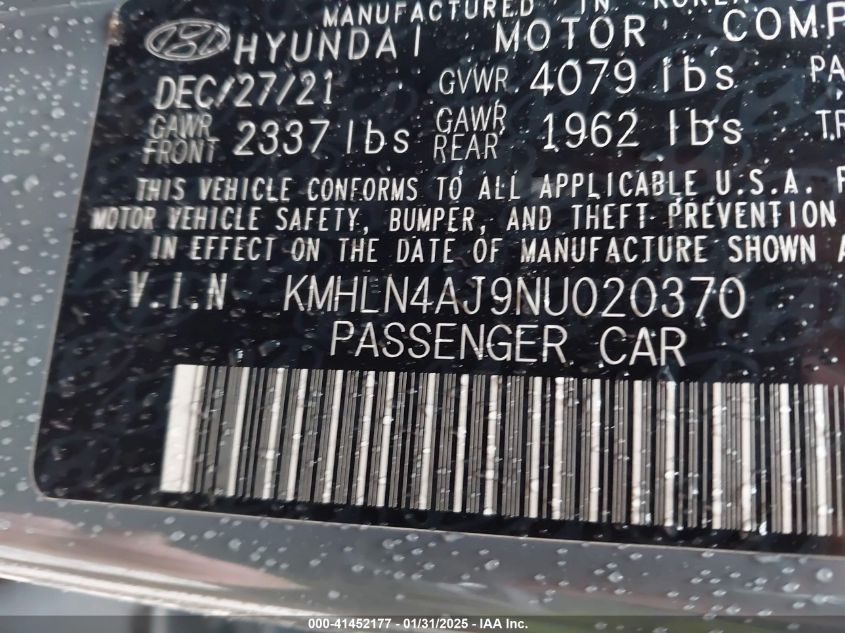 MANUFACTURED IN KOREA
HYUNDAI MOTOR COMP
DEC/27/21 GVWR 4079 lbs PA
GAWR FRONT 2337 lbs GAWR REAR 1962 lbs TR
THIS VEHICLE CONFORMS TO ALL APPLICABLE U.S.A. F
MOTOR VEHICLE SAFETY, BUMPER, AND THEFT PREVENTION
IN EFFECT ON THE DATE OF MANUFACTURE SHOWN A
V.I.N KMHLN4AJ9NU020370
PASSENGER CAR
000-41452177 - 01/31/2025 - IAA Inc.